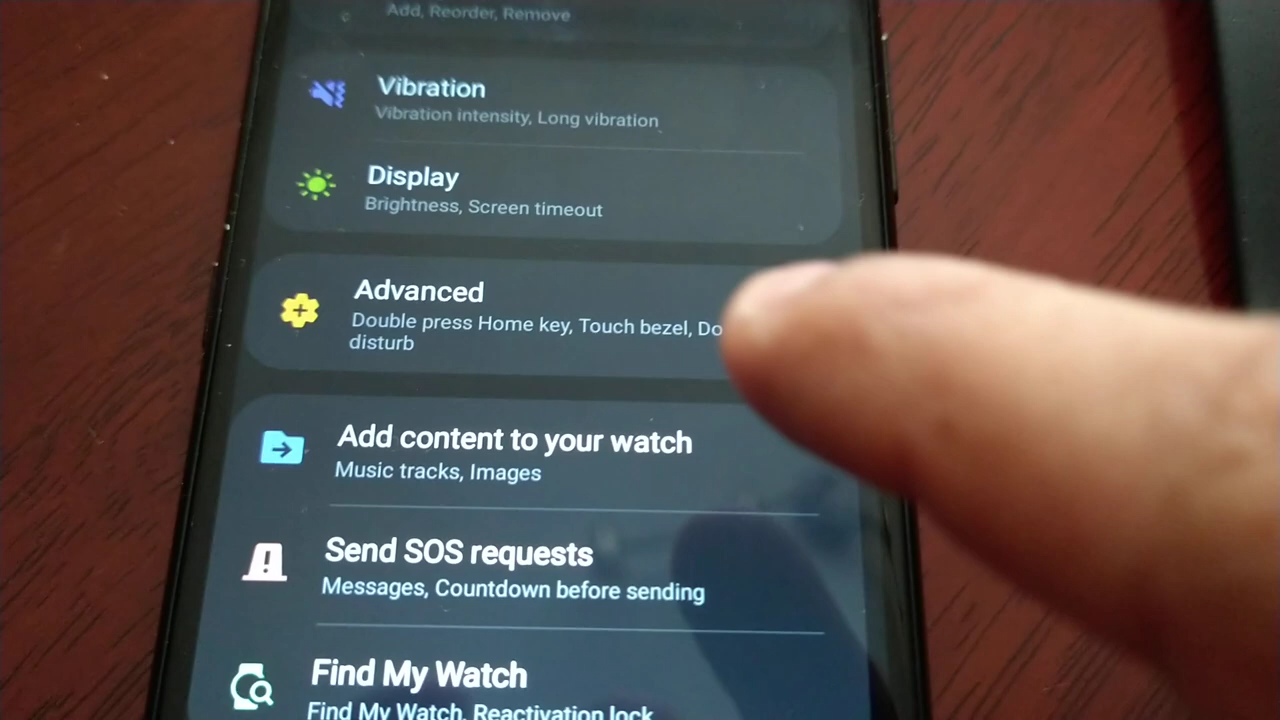 Add, Reorder, Remove
Vibration
Vibration intensity, Long vibration
Display
Brightness, Screen timeout
Advanced
Double press Home key, Touch bezel, Do
disturb
Add content to your watch
Music tracks, Images
Send SOS requests
Messages, Countdown before sending
Find My Watch
Find My Watch, Reactivation lock